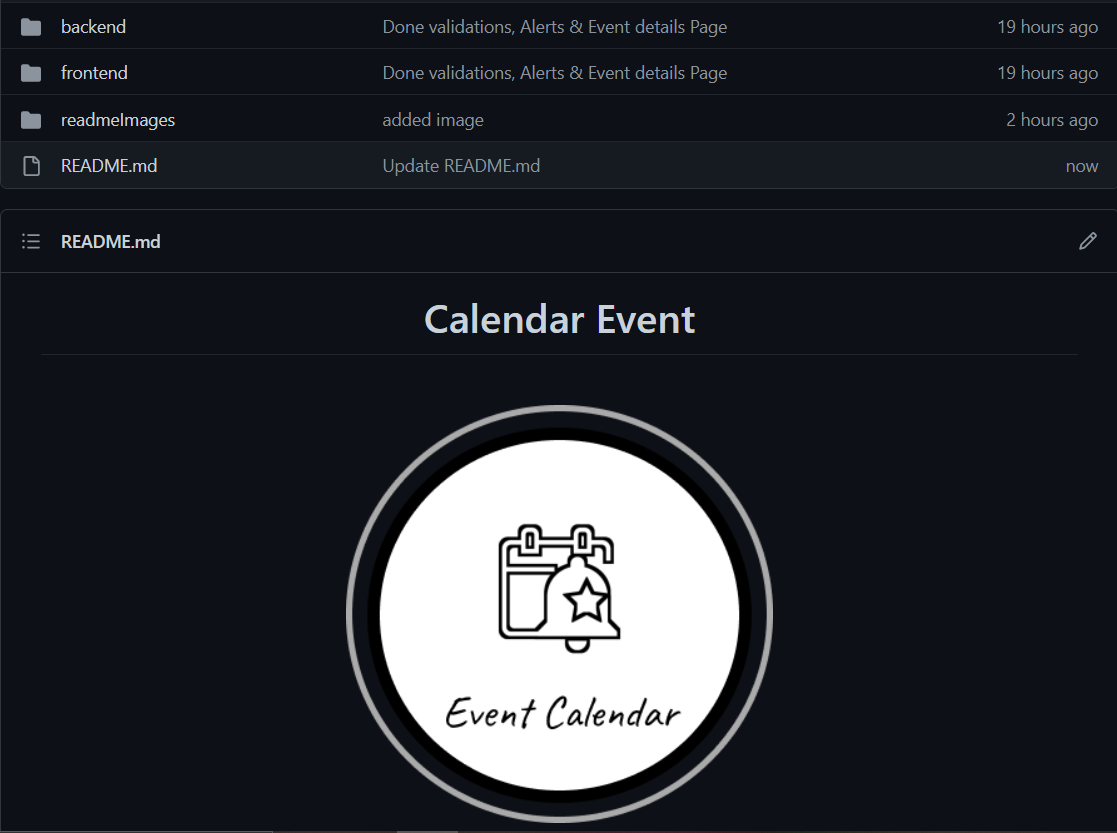 backend Done validations, Alerts & Event details Page 19 hours ago
frontend Done validations, Alerts & Event details Page 19 hours ago
readmeImages added image 2 hours ago
README.md Update README.md now
README.md
Calendar Event
Event Calendar